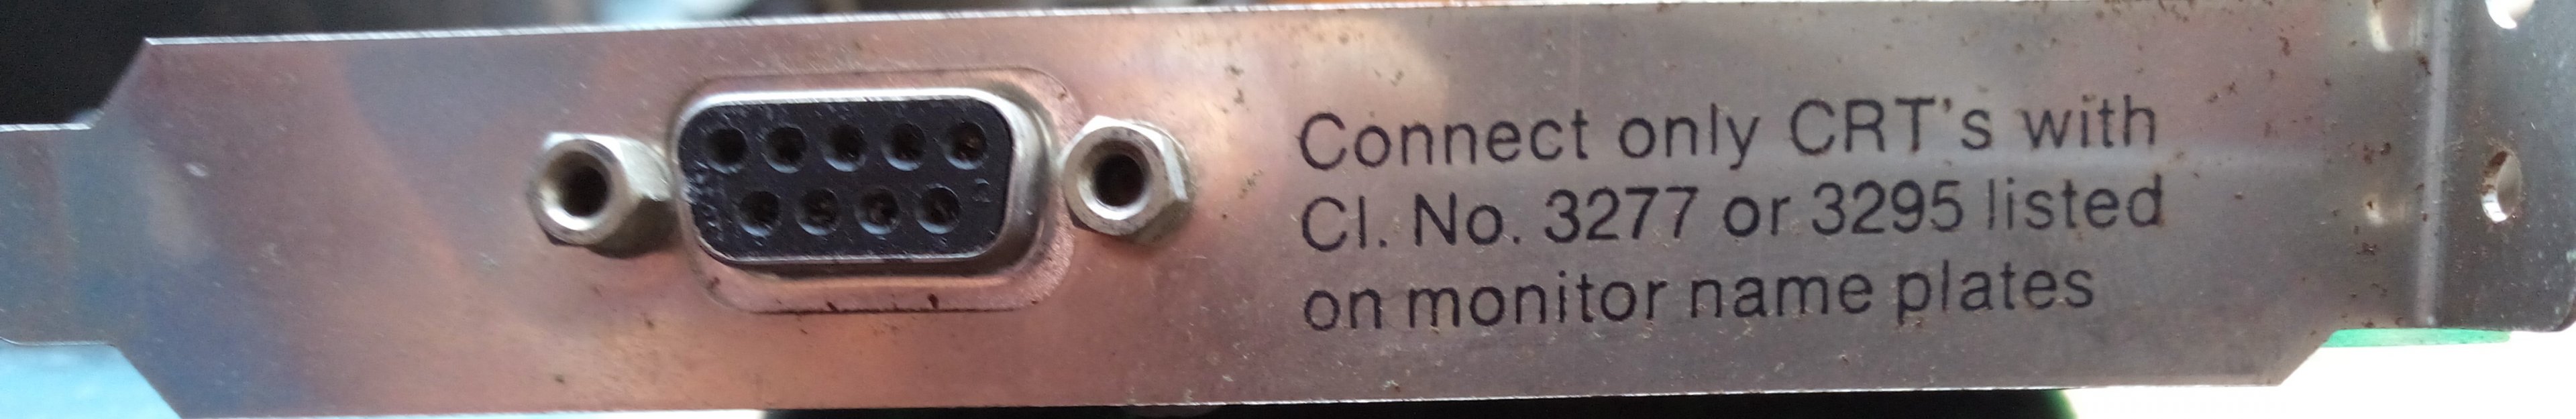 Connect only CRT's with
Cl. No. 3277 or 3295 listed
on monitor name plates